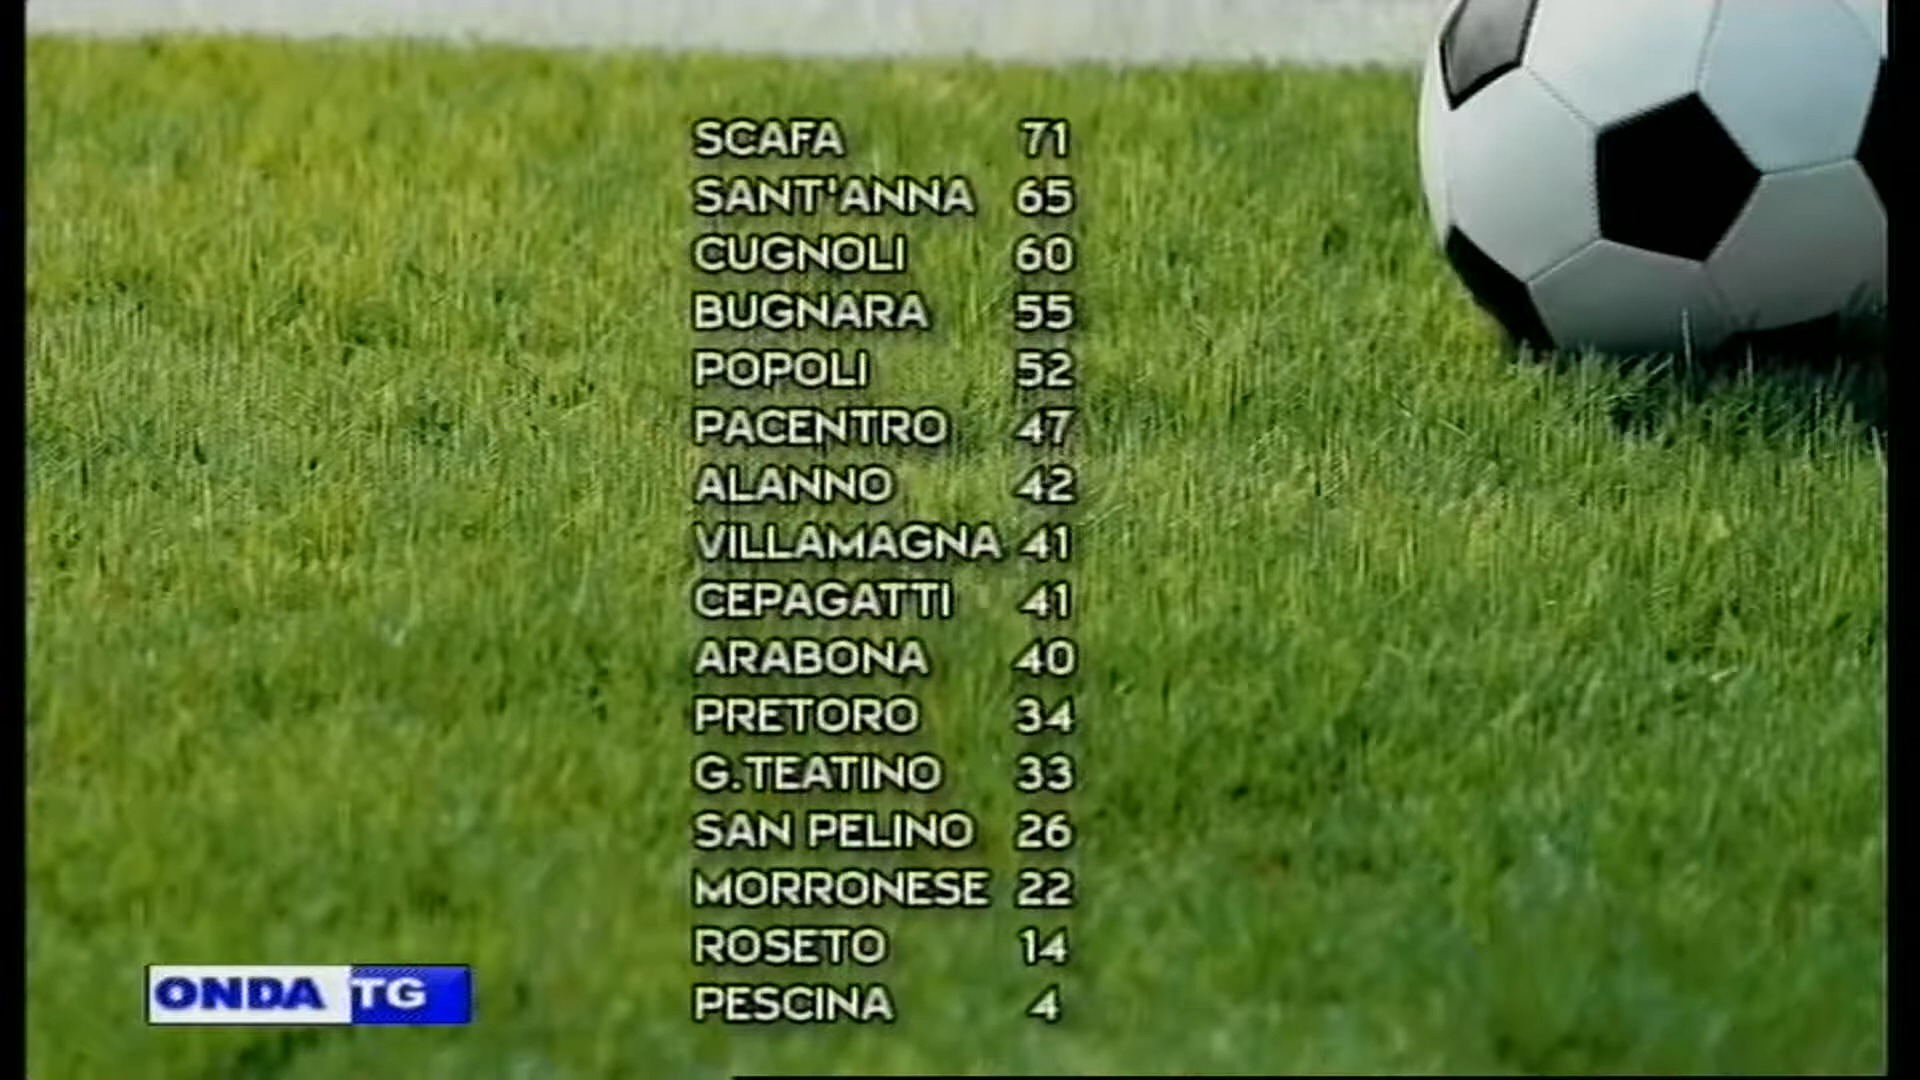 SCAFA 71
SANT'ANNA 65
CUGNOLI 60
BUGNARA 55
POPOLI 52
PACENTRO 47
ALANNO 42
VILLAMAGNA 41
CEPAGATTI 41
ARABONA 40
PRETORO 34
G.TEATINO 33
SAN PELINO 26
MORRONESE 22
ROSETO 14
PESCINA 4
ONDA TG